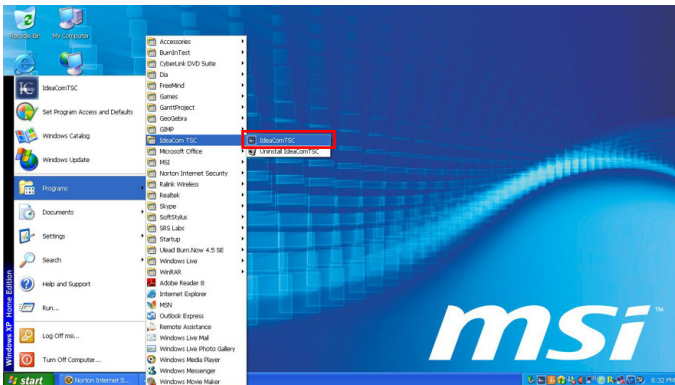 Recycle Bin
My Computer
IdeaComTSC
Set Program Access and Defaults
Windows Catalog
Windows Update
Programs
Documents
Settings
Search
Help and Support
Run...
Log Off msi...
Turn Off Computer...
Windows XP Home Edition
Accessories
BurnInTest
CyberLink DVD Suite
Dia
FreeMind
Games
GanttProject
GeoGebra
GIMP
IdeaCom TSC
Microsoft Office
MSI
Norton Internet Security
Ralink Wireless
Realtek
Skype
SoftStylus
SRS Labs
Startup
Ulead Burn.Now 4.5 SE
Windows Live
WinRAR
Adobe Reader 8
Internet Explorer
MSN
Outlook Express
Remote Assistance
Windows Live Mail
Windows Live Photo Gallery
Windows Media Player
Windows Messenger
Windows Movie Maker
IdeaComTSC
Uninstall IdeaComTSC
msi™
start
Norton Internet S...
8:32 PM